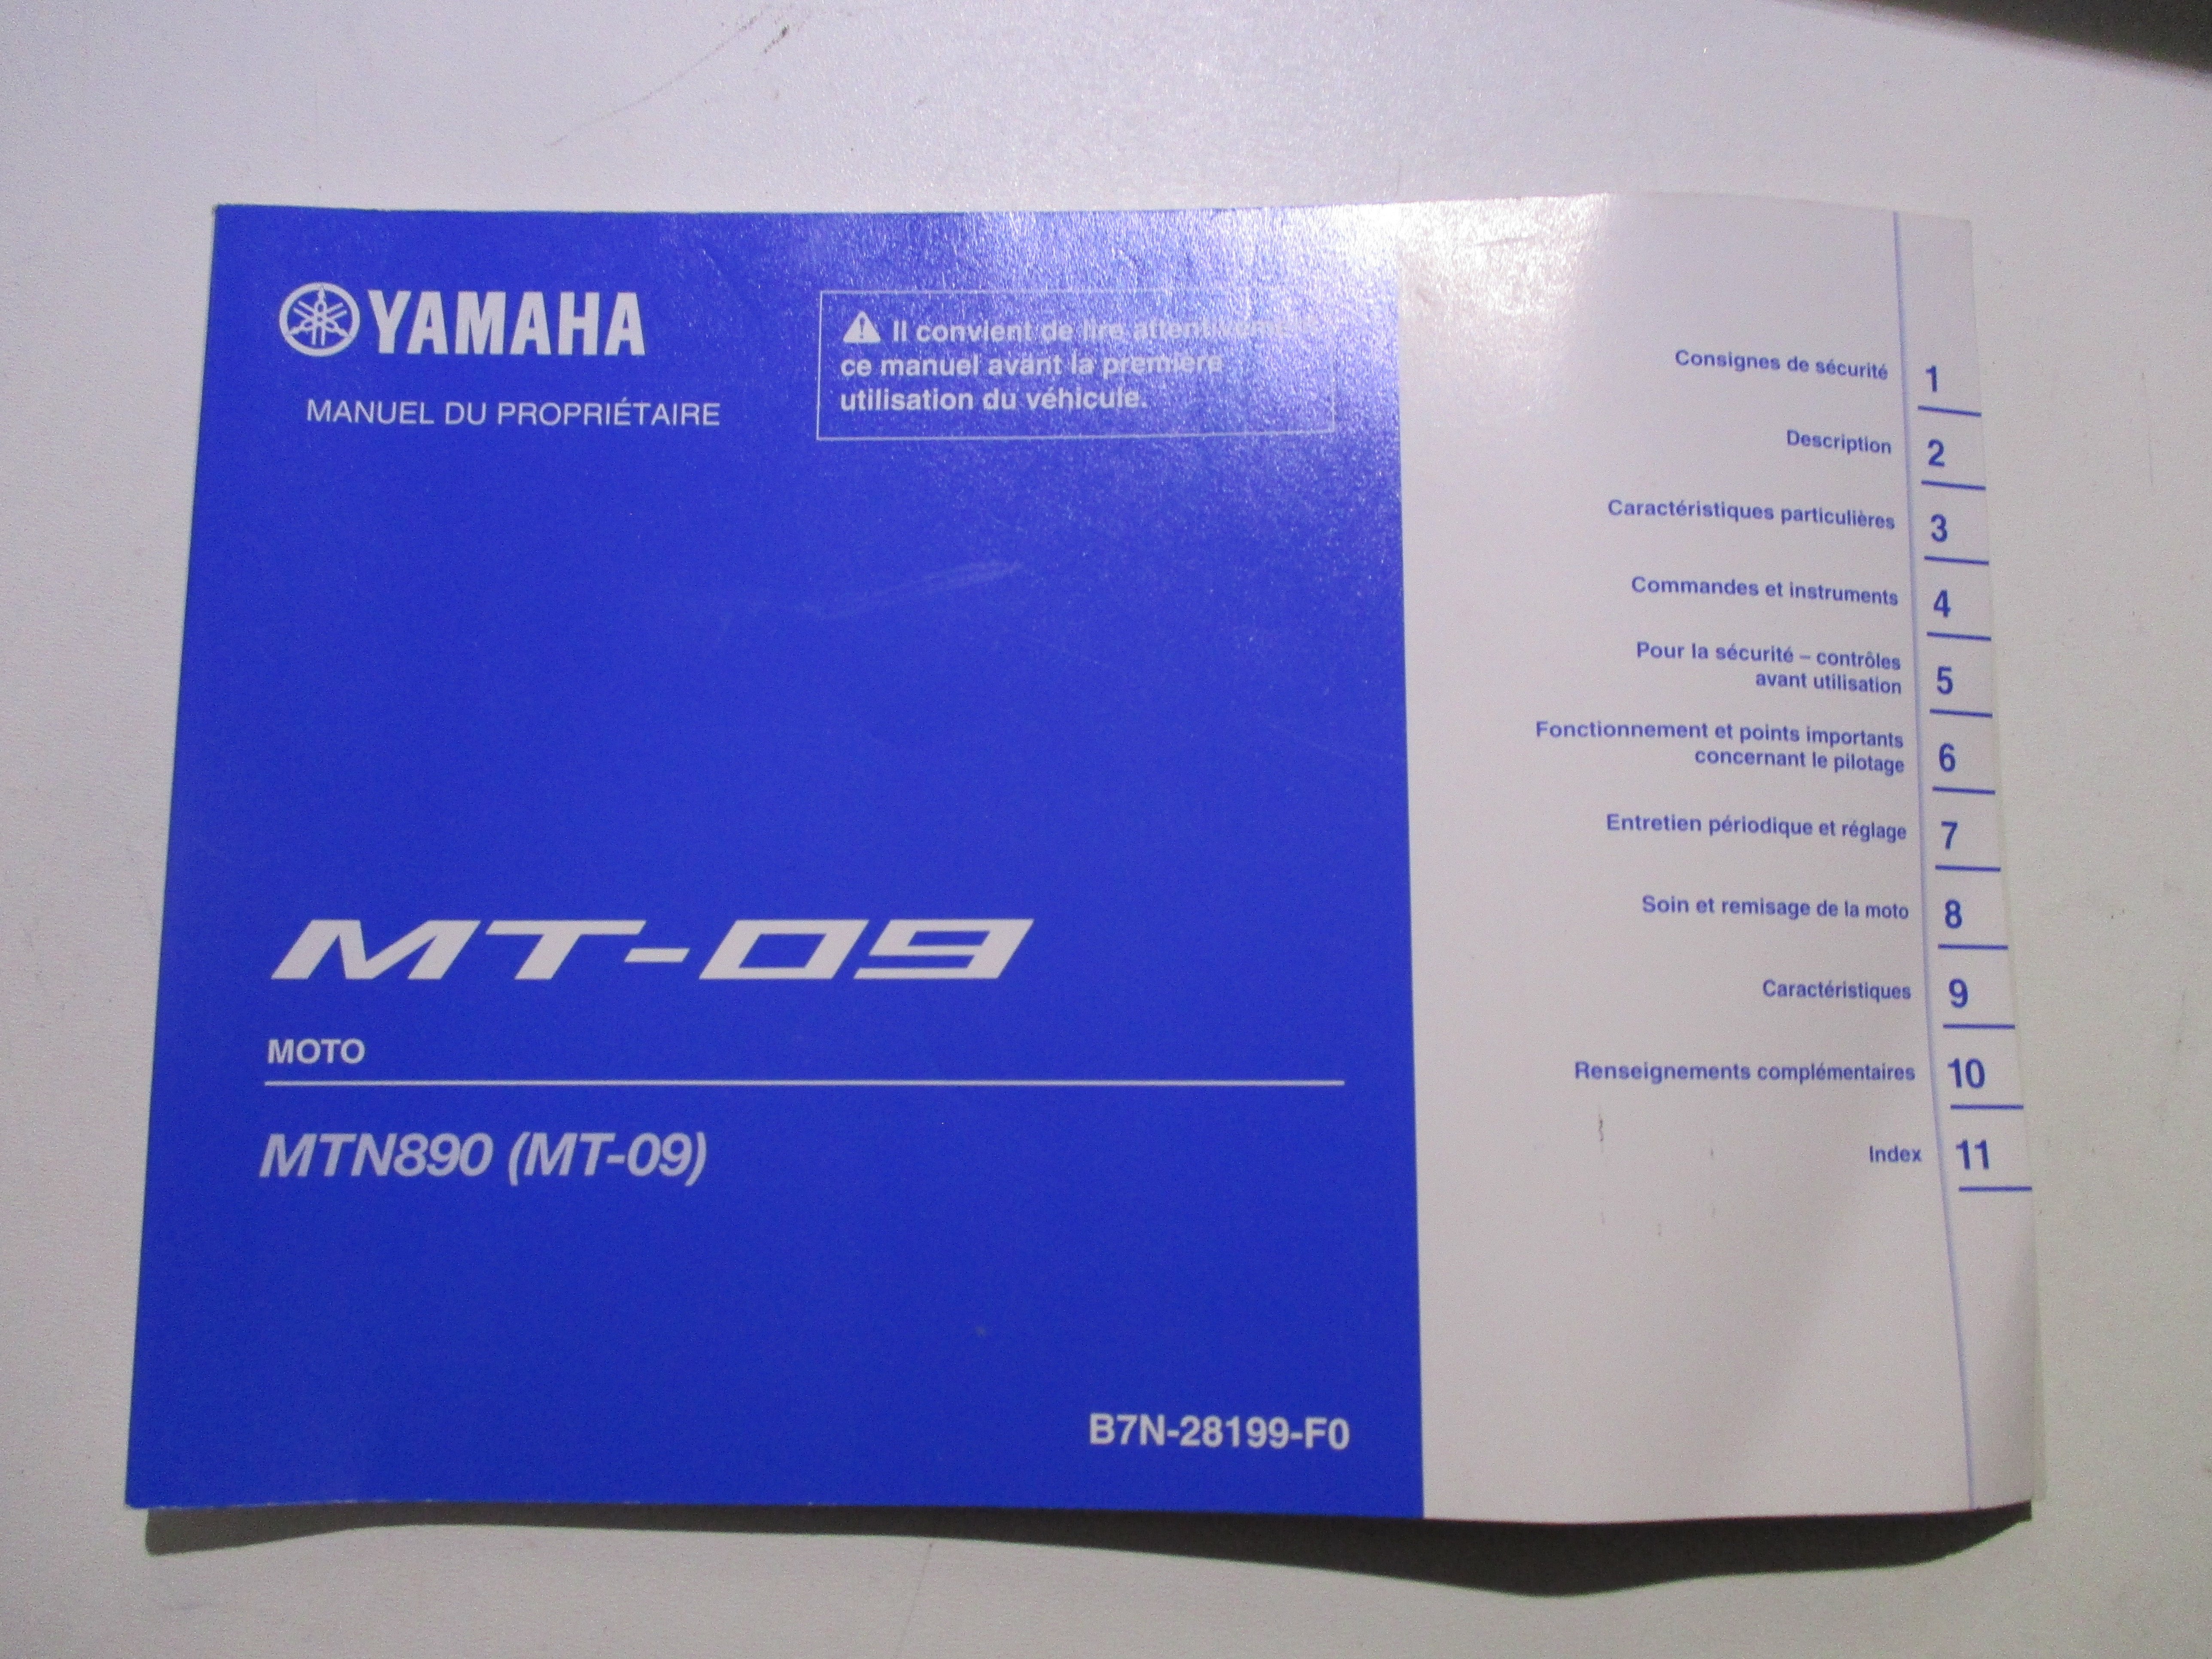 YAMAHA
MANUEL DU PROPRIÉTAIRE
Il convient de lire attentivement
ce manuel avant la première
utilisation du véhicule.
MT-09
MOTO
MTN890 (MT-09)
B7N-28199-F0
Consignes de sécurité 1
Description 2
Caractéristiques particulières 3
Commandes et instruments 4
Pour la sécurité – contrôles
avant utilisation 5
Fonctionnement et points importants
concernant le pilotage 6
Entretien périodique et réglage 7
Soin et remisage de la moto 8
Caractéristiques 9
Renseignements complémentaires 10
Index 11